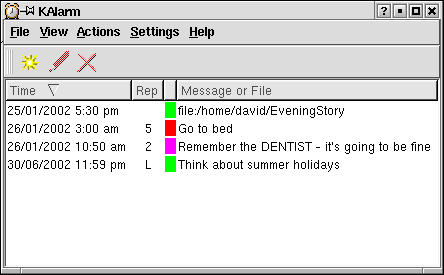 KAlarm
File View Actions Settings Help
Time Rep Message or File
25/01/2002 5:30 pm file:/home/david/EveningStory
26/01/2002 3:00 am 5 Go to bed
26/01/2002 10:50 am 2 Remember the DENTIST - it's going to be fine
30/06/2002 11:59 pm L Think about summer holidays